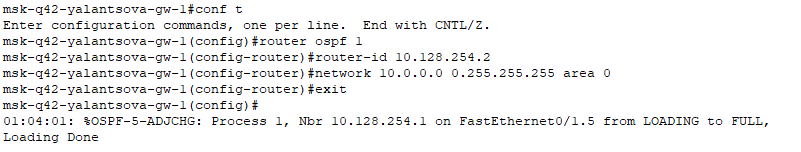 msk-q42-yalantsova-gw-1#conf t
Enter configuration commands, one per line.  End with CNTL/Z.
msk-q42-yalantsova-gw-1(config)#router ospf 1
msk-q42-yalantsova-gw-1(config-router)#router-id 10.128.254.2
msk-q42-yalantsova-gw-1(config-router)#network 10.0.0.0 0.255.255.255 area 0
msk-q42-yalantsova-gw-1(config-router)#exit
msk-q42-yalantsova-gw-1(config)#
01:04:01: %OSPF-5-ADJCHG: Process 1, Nbr 10.128.254.1 on FastEthernet0/1.5 from LOADING to FULL,
Loading Done